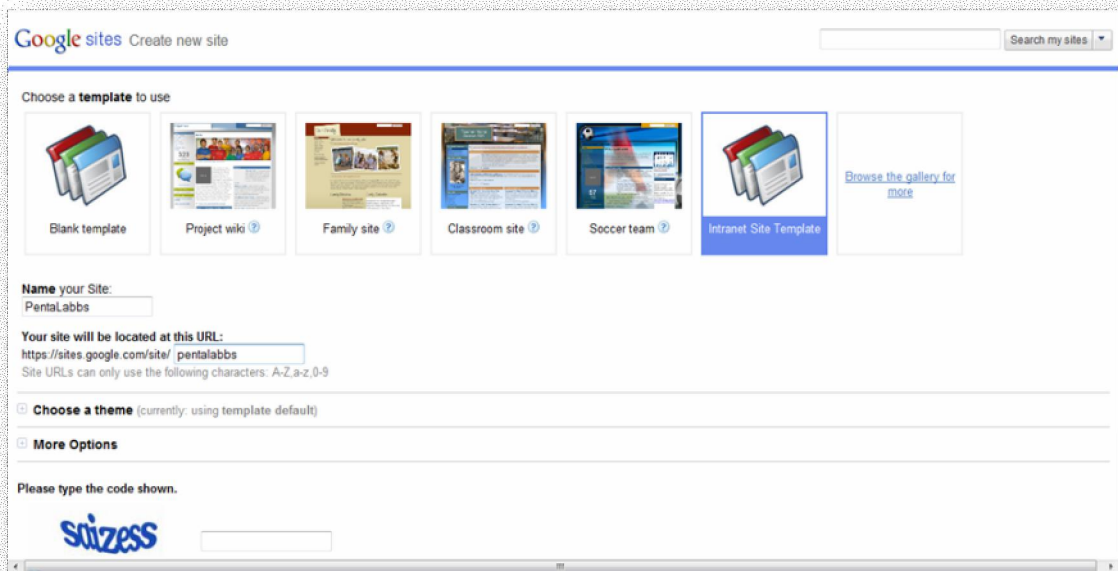 Google sites Create new site
Search my sites
Choose a template to use
Blank template
Project wiki ?
Family site ?
Classroom site ?
Soccer team ?
Intranet Site Template
Browse the gallery for
more
Name your Site:
PentaLabbs
Your site will be located at this URL:
https://sites.google.com/site/ pentalabbs
Site URLs can only use the following characters: A-Z,a-z,0-9
Choose a theme (currently: using template default)
More Options
Please type the code shown.
saizess